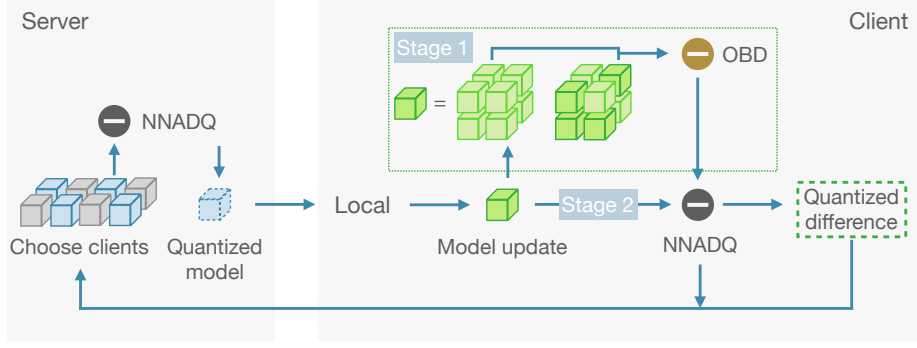 Server
Client
Stage 1
OBD
=
NNADQ
Local
Stage 2
Quantized
difference
Choose clients
Quantized
model
Model update
NNADQ